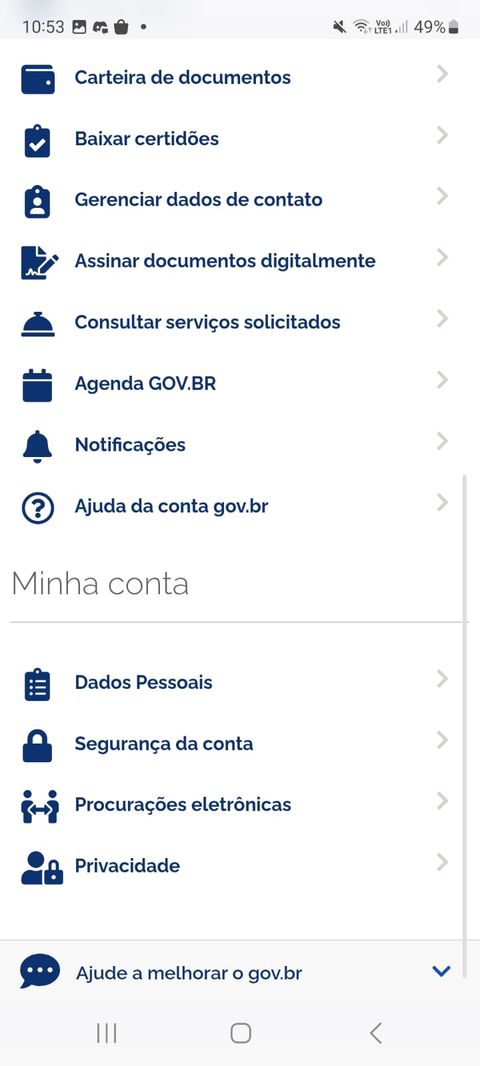 10:53
Vo)) LTE1 49%
Carteira de documentos
Baixar certidões
Gerenciar dados de contato
Assinar documentos digitalmente
Consultar serviços solicitados
Agenda GOV.BR
Notificações
Ajuda da conta gov.br
Minha conta
Dados Pessoais
Segurança da conta
Procurações eletrônicas
Privacidade
Ajude a melhorar o gov.br